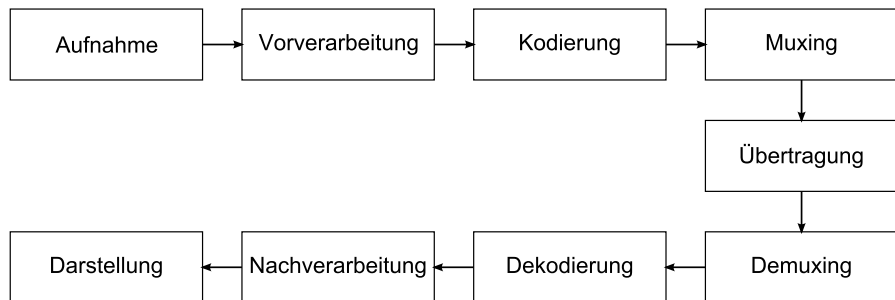 Aufnahme
Vorverarbeitung
Kodierung
Muxing
Übertragung
Demuxing
Dekodierung
Nachverarbeitung
Darstellung